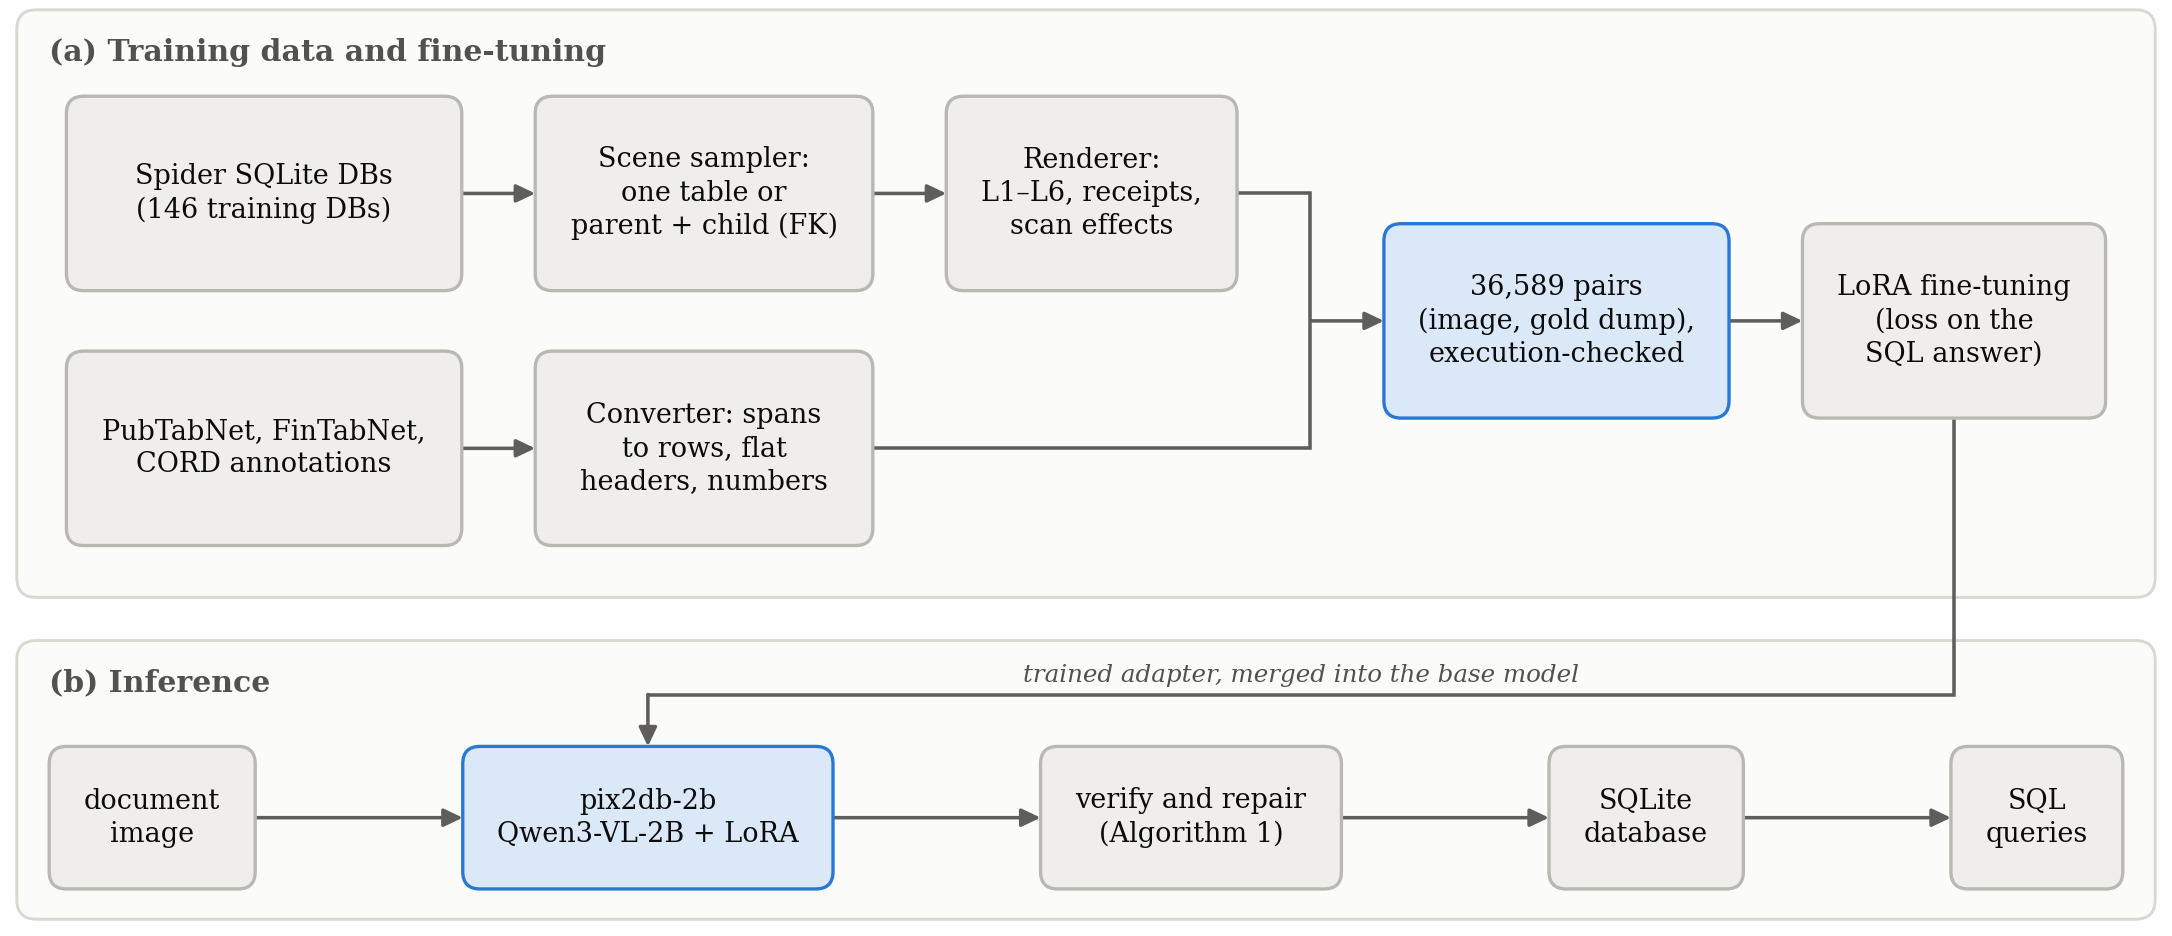 (a) Training data and fine-tuning
Spider SQLite DBs
(146 training DBs)
Scene sampler:
one table or
parent + child (FK)
Renderer:
L1–L6, receipts,
scan effects
PubTabNet, FinTabNet,
CORD annotations
Converter: spans
to rows, flat
headers, numbers
36,589 pairs
(image, gold dump),
execution-checked
LoRA fine-tuning
(loss on the
SQL answer)
(b) Inference
trained adapter, merged into the base model
document
image
pix2db-2b
Qwen3-VL-2B + LoRA
verify and repair
(Algorithm 1)
SQLite
database
SQL
queries